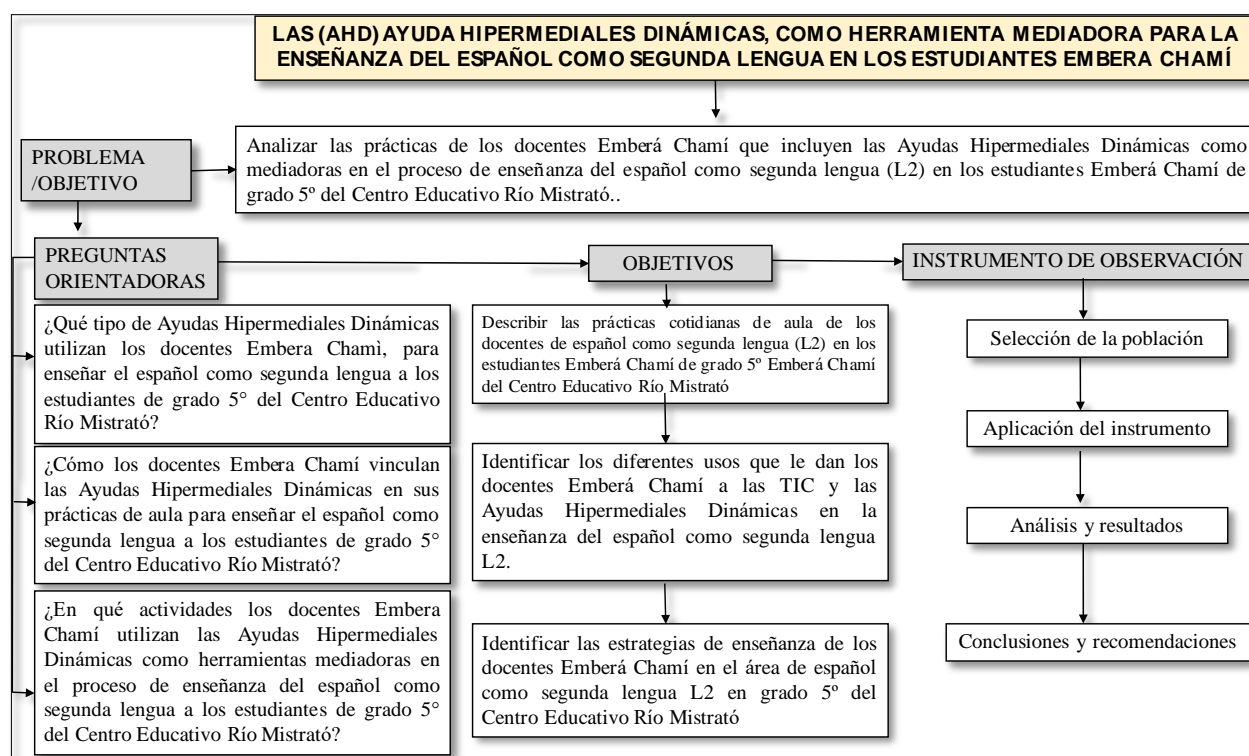 LAS (AHD) AYUDA HIPERMEDIALES DINÁMICAS, COMO HERRAMIENTA MEDIADORA PARA LA
ENSEÑANZA DEL ESPAÑOL COMO SEGUNDA LENGUA EN LOS ESTUDIANTES EMBERA CHAMÍ
PROBLEMA
/OBJETIVO
Analizar las prácticas de los docentes Emberá Chamí que incluyen las Ayudas Hipermediales Dinámicas como
mediadoras en el proceso de enseñanza del español como segunda lengua (L2) en los estudiantes Emberá Chamí de
grado 5º del Centro Educativo Río Mistrató..
PREGUNTAS
ORIENTADORAS
¿Qué tipo de Ayudas Hipermediales Dinámicas
utilizan los docentes Embera Chamì, para
enseñar el español como segunda lengua a los
estudiantes de grado 5° del Centro Educativo
Río Mistrató?
¿Cómo los docentes Embera Chamí vinculan
las Ayudas Hipermediales Dinámicas en sus
prácticas de aula para enseñar el español como
segunda lengua a los estudiantes de grado 5°
del Centro Educativo Río Mistrató?
¿En qué actividades los docentes Embera
Chamí utilizan las Ayudas Hipermediales
Dinámicas como herramientas mediadoras en
el proceso de enseñanza del español como
segunda lengua a los estudiantes de grado 5°
del Centro Educativo Río Mistrató?
OBJETIVOS
Describir las prácticas cotidianas de aula de los
docentes de español como segunda lengua (L2) en los
estudiantes Emberá Chamí de grado 5º Emberá Chamí
del Centro Educativo Río Mistrató
Identificar los diferentes usos que le dan los
docentes Emberá Chamí a las TIC y las
Ayudas Hipermediales Dinámicas en la
enseñanza del español como segunda lengua
L2.
Identificar las estrategias de enseñanza de los
docentes Emberá Chamí en el área de español
como segunda lengua L2 en grado 5º del
Centro Educativo Río Mistrató
INSTRUMENTO DE OBSERVACIÓN
Selección de la población
Aplicación del instrumento
Análisis y resultados
Conclusiones y recomendaciones